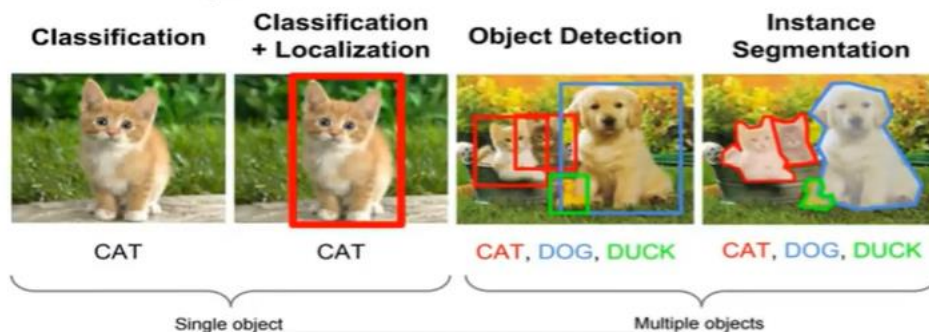 Classification
Classification
+ Localization
Object Detection
Instance
Segmentation
CAT
CAT
CAT, DOG, DUCK
CAT, DOG, DUCK
Single object
Multiple objects